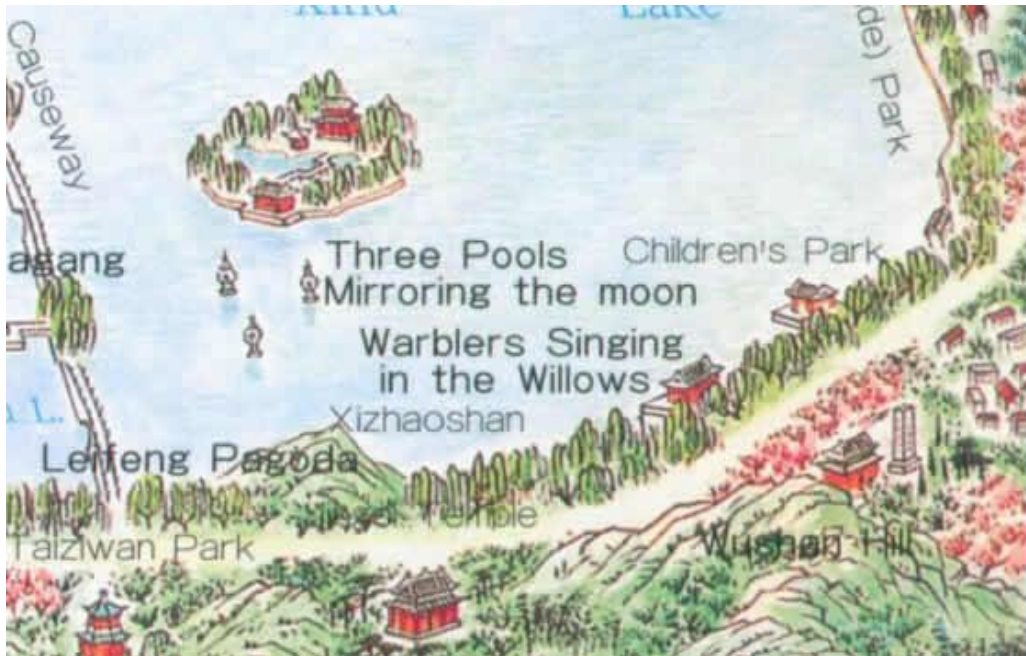 Lake
Causeway
de) Park
agang
Three Pools
Mirroring the moon
Children's Park
Warblers Singing
in the Willows
Xizhaoshan
L.
Leifeng Pagoda
Temple
Taiziwan Park
Wushan Hill